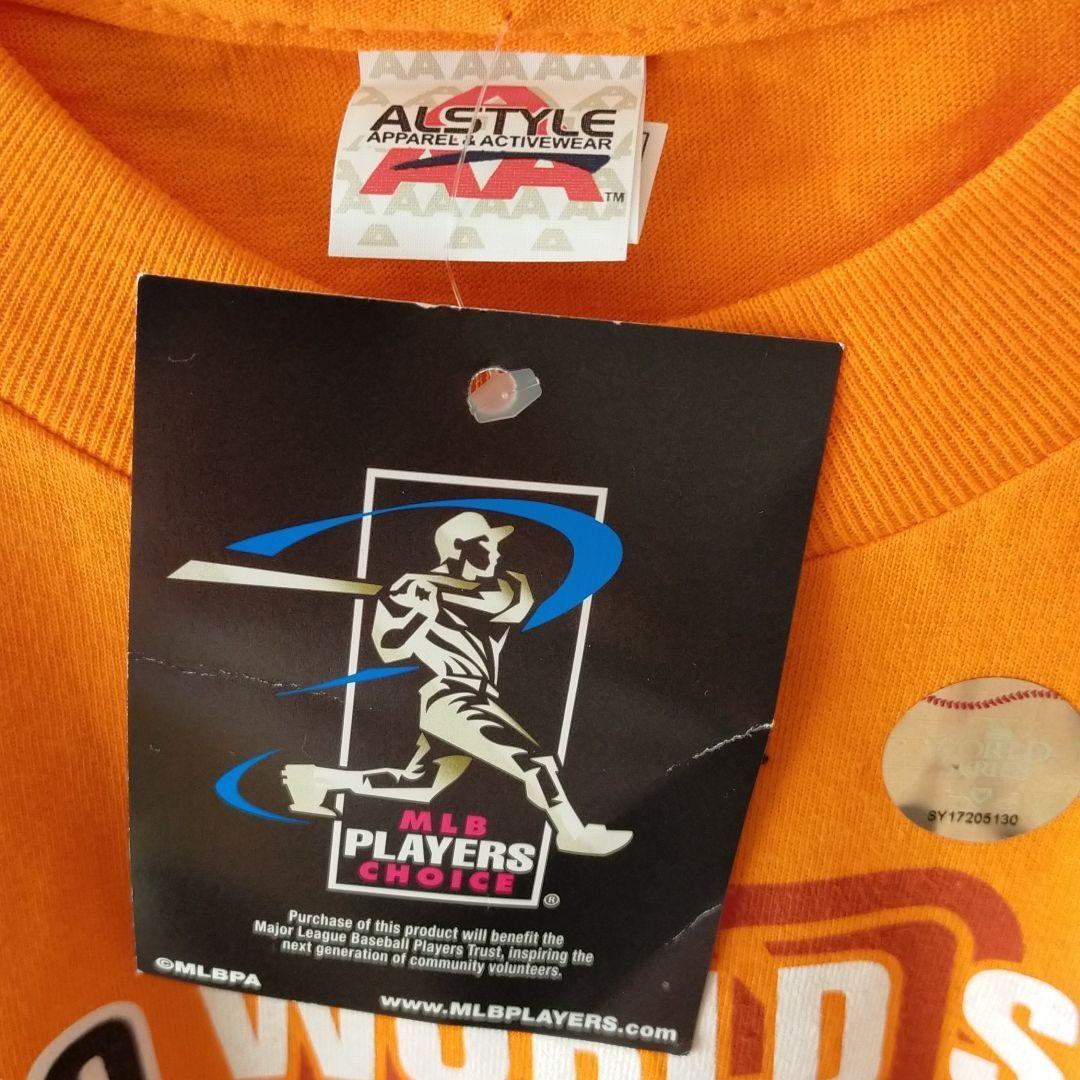 ALSTYLE
APPAREL & ACTIVEWEAR
AA
TM
MLB
PLAYERS
CHOICE
®
Purchase of this product will benefit the
Major League Baseball Players Trust, inspiring the
next generation of community volunteers.
©MLBPA
www.MLBPLAYERS.com
WORLD
SERIES
SY17205130
WORLD S